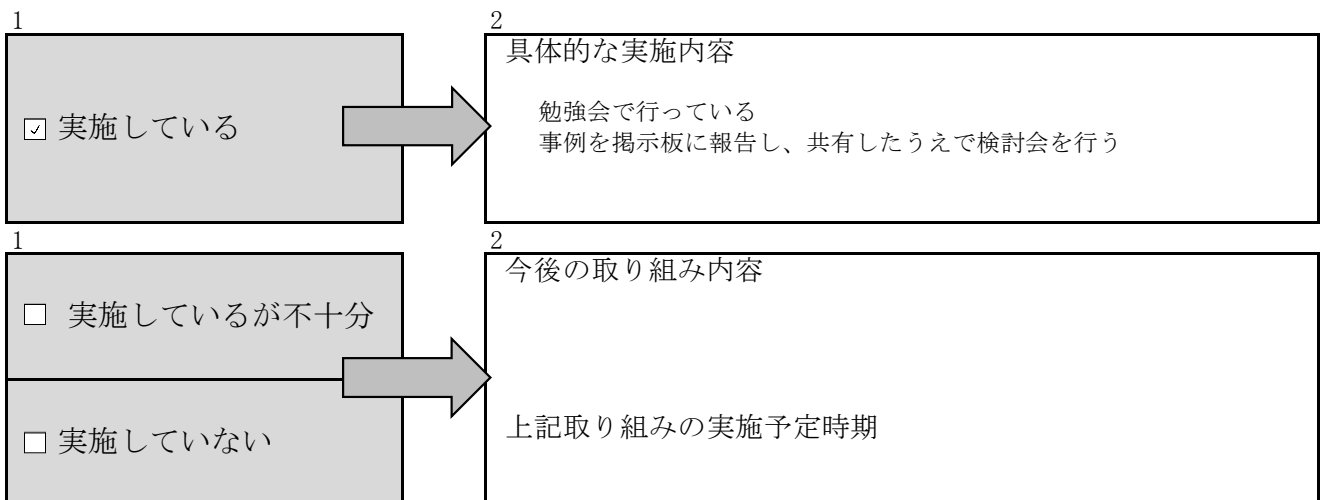 1
2
☑ 実施している
具体的な実施内容
勉強会で行っている
事例を掲示板に報告し、共有したうえで検討会を行う
1
2
☐ 実施しているが不十分
☐ 実施していない
今後の取り組み内容
上記取り組みの実施予定時期